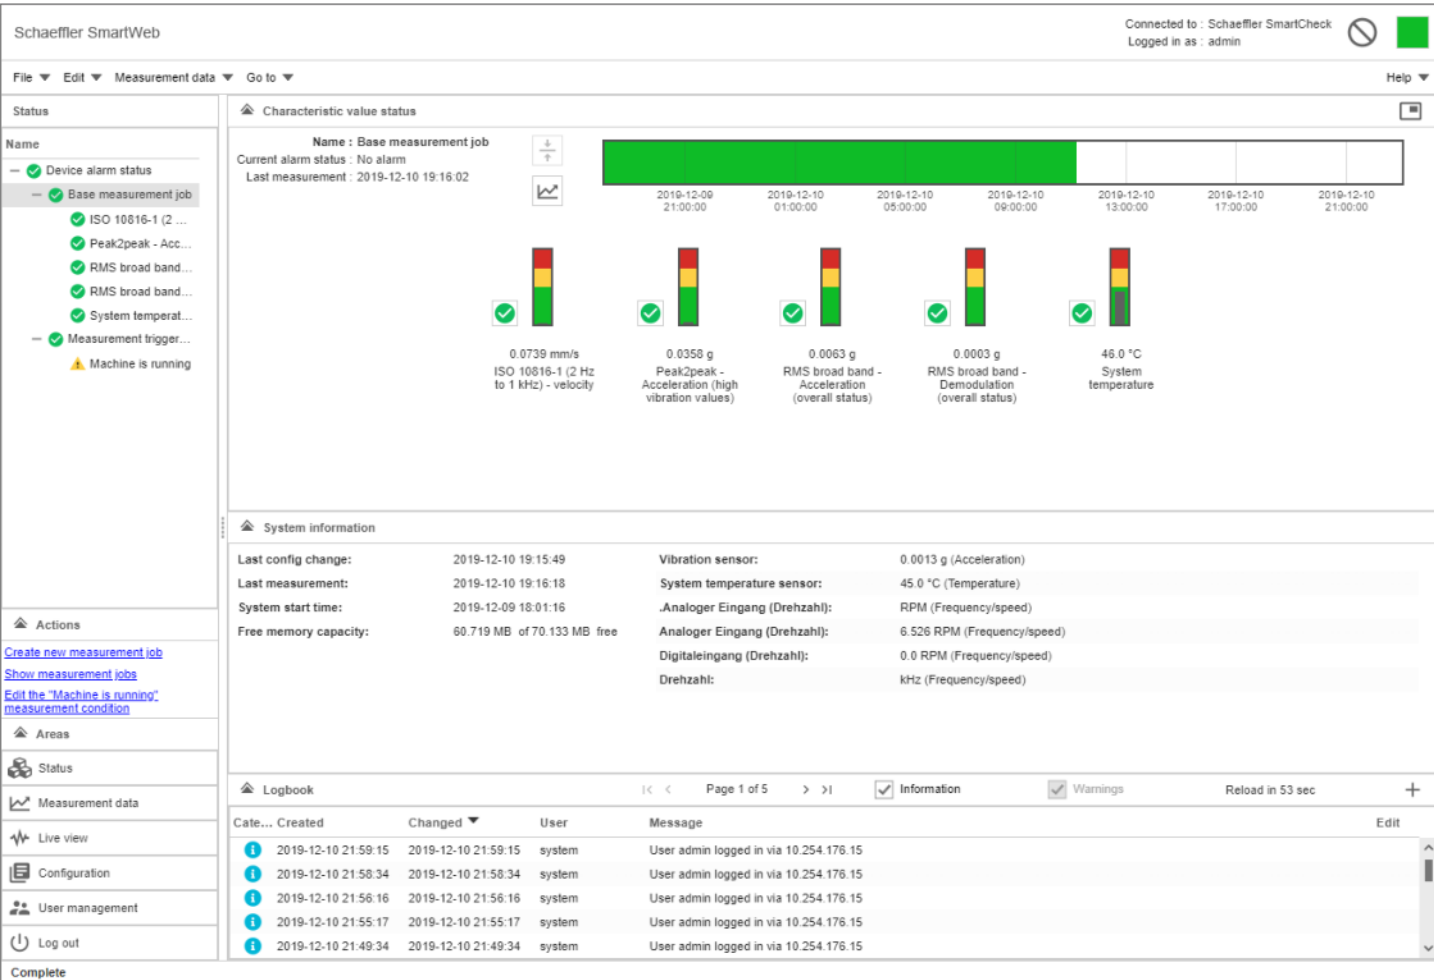 Schaeffler SmartWeb
Connected to : Schaeffler SmartCheck
Logged in as : admin
File Edit Measurement data Go to Help
Status
Name
Device alarm status
Base measurement job
ISO 10816-1 (2 ...
Peak2peak - Acc...
RMS broad band...
RMS broad band...
System temperat...
Measurement trigger...
Machine is running
Actions
Create new measurement job
Show measurement jobs
Edit the "Machine is running"
measurement condition
Areas
Status
Measurement data
Live view
Configuration
User management
Log out
Complete
Characteristic value status
Name : Base measurement job
Current alarm status : No alarm
Last measurement : 2019-12-10 19:16:02
2019-12-09 2019-12-10 2019-12-10 2019-12-10 2019-12-10 2019-12-10 2019-12-10
21:00:00 01:00:00 05:00:00 09:00:00 13:00:00 17:00:00 21:00:00
0.0739 mm/s
ISO 10816-1 (2 Hz
to 1 kHz) - velocity
0.0358 g
Peak2peak -
Acceleration (high
vibration values)
0.0063 g
RMS broad band -
Acceleration
(overall status)
0.0003 g
RMS broad band -
Demodulation
(overall status)
46.0 °C
System
temperature
System information
Last config change: 2019-12-10 19:15:49
Last measurement: 2019-12-10 19:16:18
System start time: 2019-12-09 18:01:16
Free memory capacity: 60.719 MB of 70.133 MB free
Vibration sensor: 0.0013 g (Acceleration)
System temperature sensor: 45.0 °C (Temperature)
.Analoger Eingang (Drehzahl): RPM (Frequency/speed)
Analoger Eingang (Drehzahl): 6.526 RPM (Frequency/speed)
Digitaleingang (Drehzahl): 0.0 RPM (Frequency/speed)
Drehzahl: kHz (Frequency/speed)
Logbook Page 1 of 5 Information Warnings Reload in 53 sec
Cate... Created Changed User Message Edit
2019-12-10 21:59:15 2019-12-10 21:59:15 system User admin logged in via 10.254.176.15
2019-12-10 21:58:34 2019-12-10 21:58:34 system User admin logged in via 10.254.176.15
2019-12-10 21:56:16 2019-12-10 21:56:16 system User admin logged in via 10.254.176.15
2019-12-10 21:55:17 2019-12-10 21:55:17 system User admin logged in via 10.254.176.15
2019-12-10 21:49:34 2019-12-10 21:49:34 system User admin logged in via 10.254.176.15